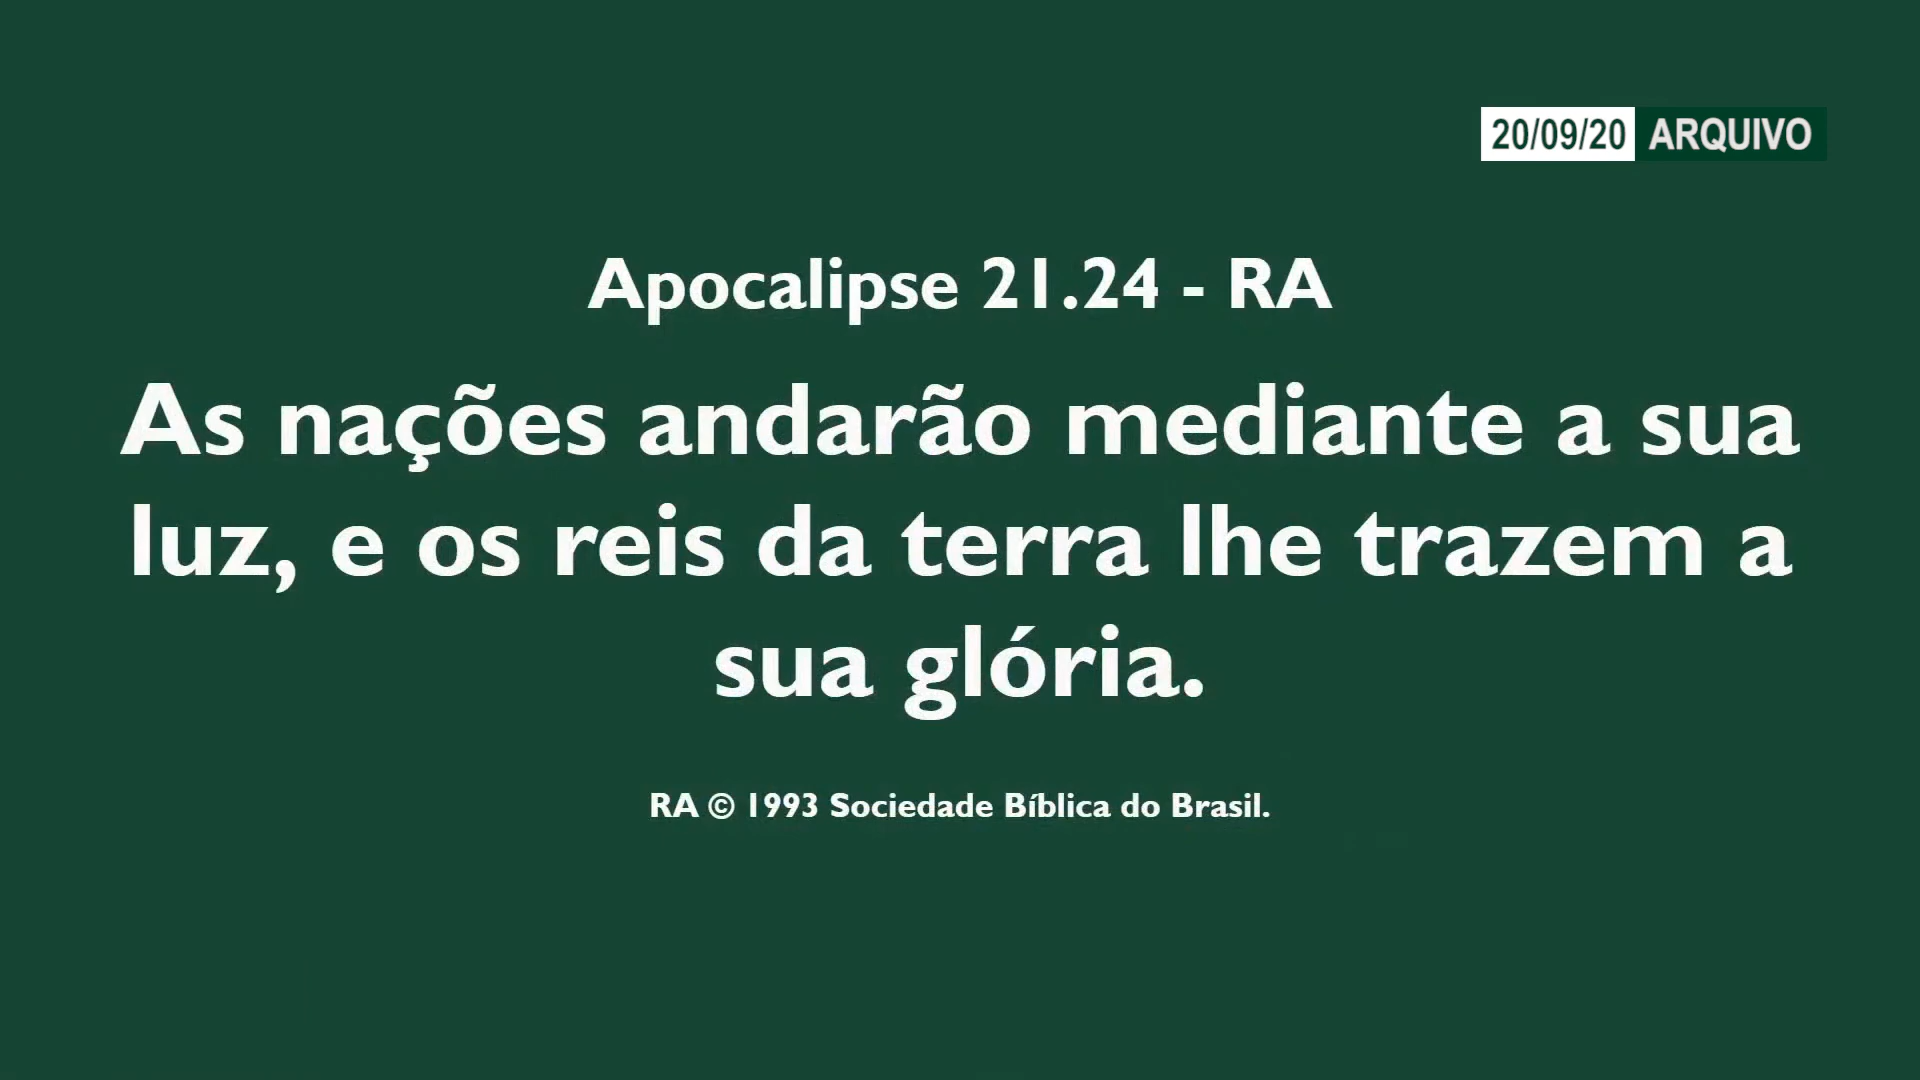 20/09/20 ARQUIVO
Apocalipse 21.24 - RA
As nações andarão mediante a sua
luz, e os reis da terra lhe trazem a
sua glória.
RA © 1993 Sociedade Bíblica do Brasil.